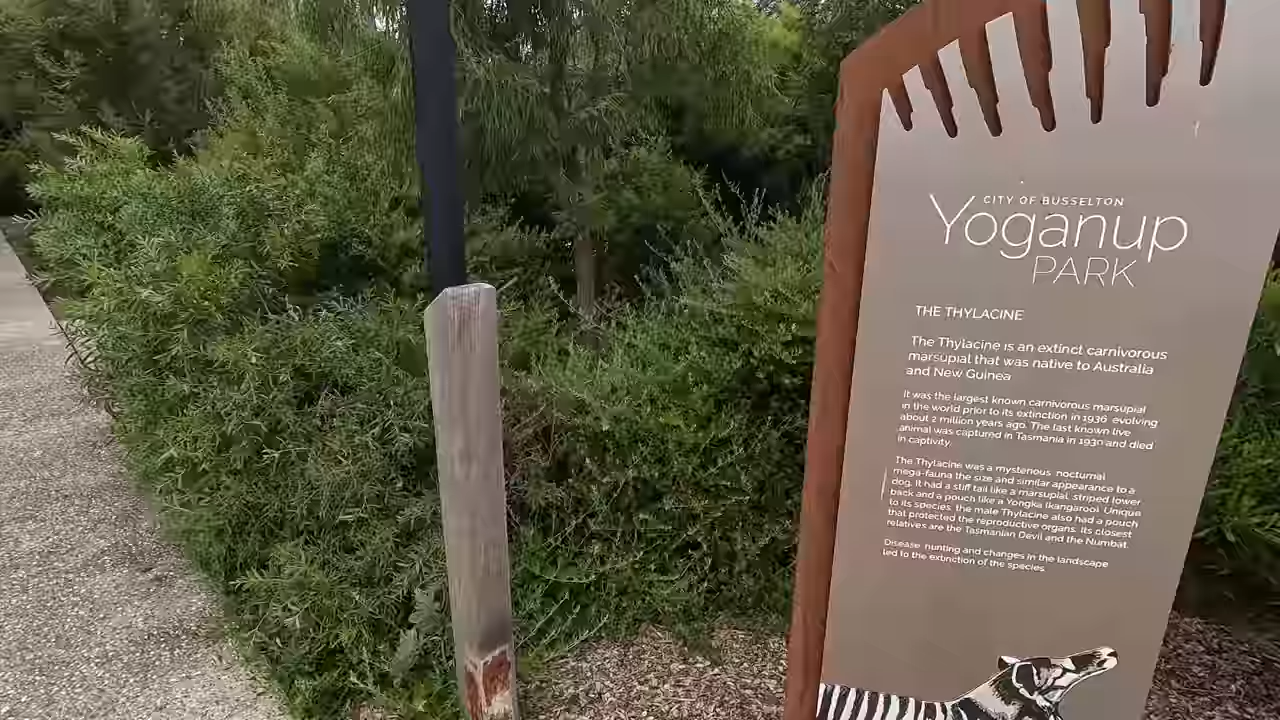 CITY OF BUSSELTON
Yoganup
PARK
THE THYLACINE
The Thylacine is an extinct carnivorous
marsupial that was native to Australia
and New Guinea
It was the largest known carnivorous marsupial
in the world prior to its extinction in 1936 evolving
about 2 million years ago. The last known live
animal was captured in Tasmania in 1930 and died
in captivity.
The Thylacine was a mysterious nocturnal
mega-fauna the size and similar appearance to a
dog. It had a stiff tail like a marsupial, striped lower
back and a pouch like a Yongka (kangaroo). Unique
to its species, the male Thylacine also had a pouch
that protected the reproductive organs. Its closest
relatives are the Tasmanian Devil and the Numbat.
Disease, hunting and changes in the landscape
led to the extinction of the species.